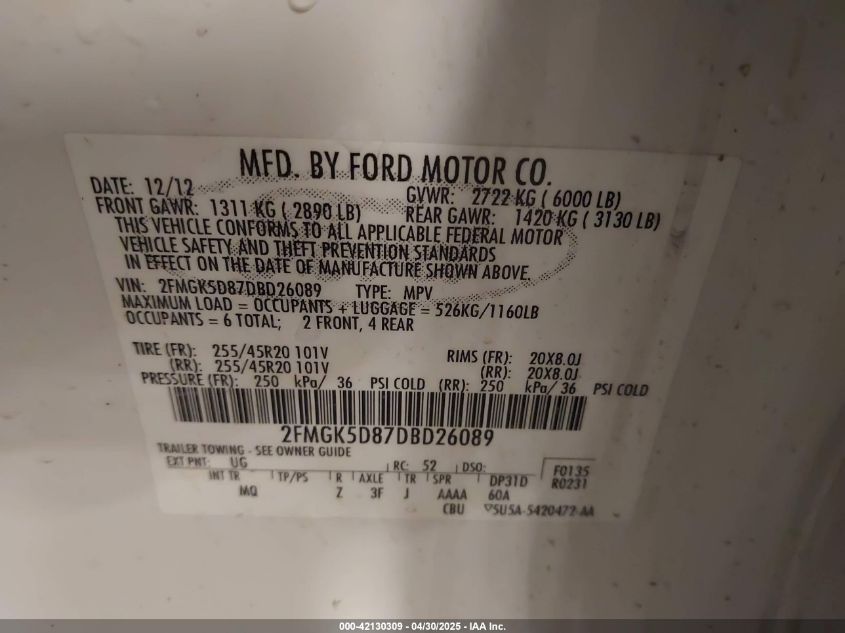 MFD. BY FORD MOTOR CO.
DATE: 12/12 GVWR: 2722 KG ( 6000 LB)
FRONT GAWR: 1311 KG ( 2890 LB) REAR GAWR: 1420 KG ( 3130 LB)
THIS VEHICLE CONFORMS TO ALL APPLICABLE FEDERAL MOTOR
VEHICLE SAFETY AND THEFT PREVENTION STANDARDS
IN EFFECT ON THE DATE OF MANUFACTURE SHOWN ABOVE.
VIN: 2FMGK5D87DBD26089 TYPE: MPV
MAXIMUM LOAD = OCCUPANTS + LUGGAGE = 526KG/1160LB
OCCUPANTS = 6 TOTAL; 2 FRONT, 4 REAR
TIRE (FR): 255/45R20 101V RIMS (FR): 20X8.0J
(RR): 255/45R20 101V (RR): 20X8.0J
PRESSURE (FR): 250 kPa/ 36 PSI COLD (RR): 250 kPa/ 36 PSI COLD
2FMGK5D87DBD26089
TRAILER TOWING - SEE OWNER GUIDE
EXT PNT: UG RC: 52 DSO: F0135
INT TR TP/PS R AXLE TR SPR DP31D R0231
MQ Z 3F J AAAA 60A
CBU 5U5A-5420472-AA
000-42130309 - 04/30/2025 - IAA Inc.